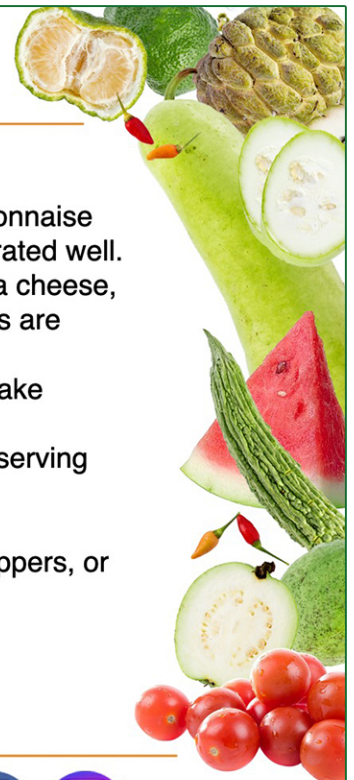 onnaise
rated well.
a cheese,
s are
ake
serving
ppers, or